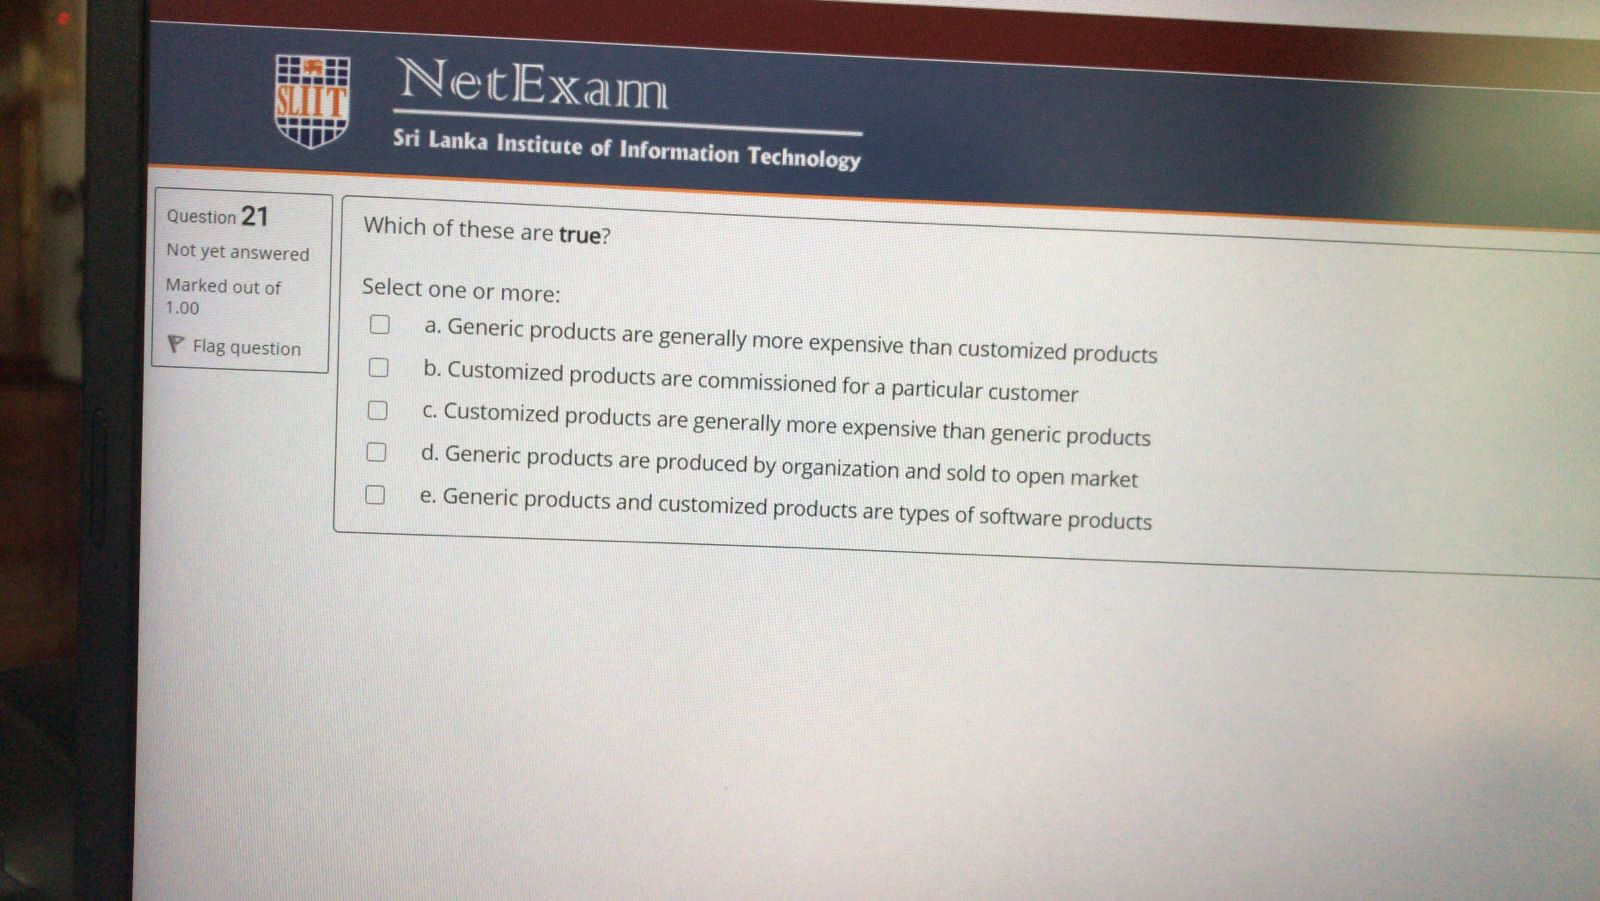 SLIIT
NetExam
Sri Lanka Institute of Information Technology
Question 21
Not yet answered
Marked out of
1.00
Flag question
Which of these are true?
Select one or more:
a. Generic products are generally more expensive than customized products
b. Customized products are commissioned for a particular customer
c. Customized products are generally more expensive than generic products
d. Generic products are produced by organization and sold to open market
e. Generic products and customized products are types of software products